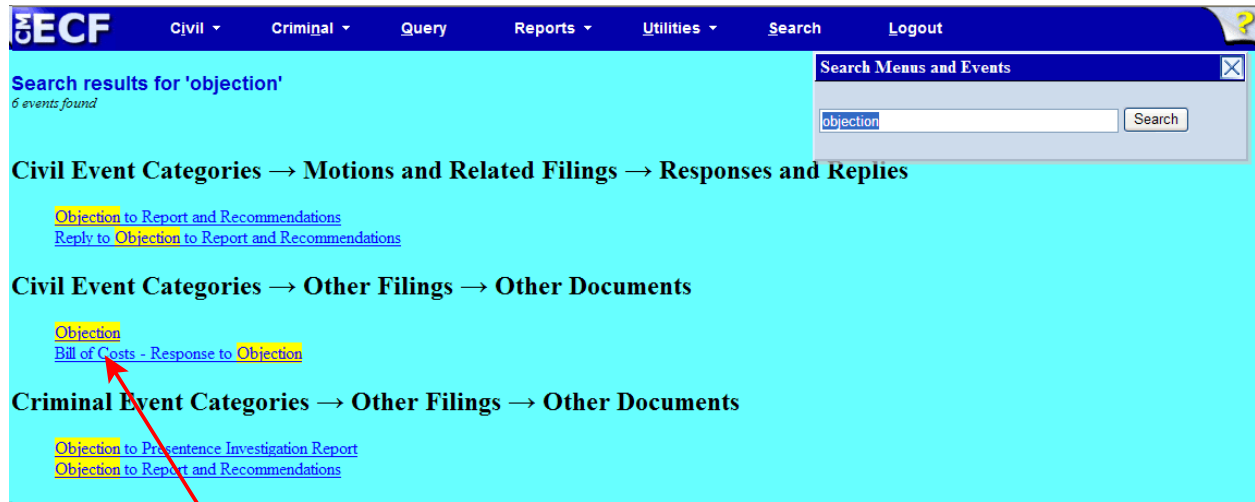 CM ECF Civil Criminal Query Reports Utilities Search Logout ?
Search results for 'objection'
6 events found
Search Menus and Events
objection Search
Civil Event Categories → Motions and Related Filings → Responses and Replies
Objection to Report and Recommendations
Reply to Objection to Report and Recommendations
Civil Event Categories → Other Filings → Other Documents
Objection
Bill of Costs - Response to Objection
Criminal Event Categories → Other Filings → Other Documents
Objection to Presentence Investigation Report
Objection to Report and Recommendations